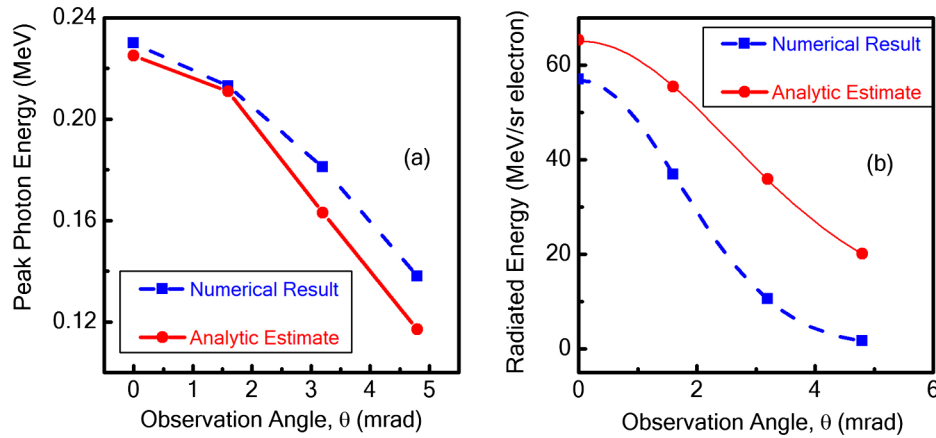 0.24
0.20
0.16
0.12
Peak Photon Energy (MeV)
(a)
Numerical Result
Analytic Estimate
0 1 2 3 4 5
Observation Angle, θ (mrad)
60
40
20
0
Radiated Energy (MeV/sr electron)
Numerical Result
Analytic Estimate
(b)
0 2 4 6
Observation Angle, θ (mrad)